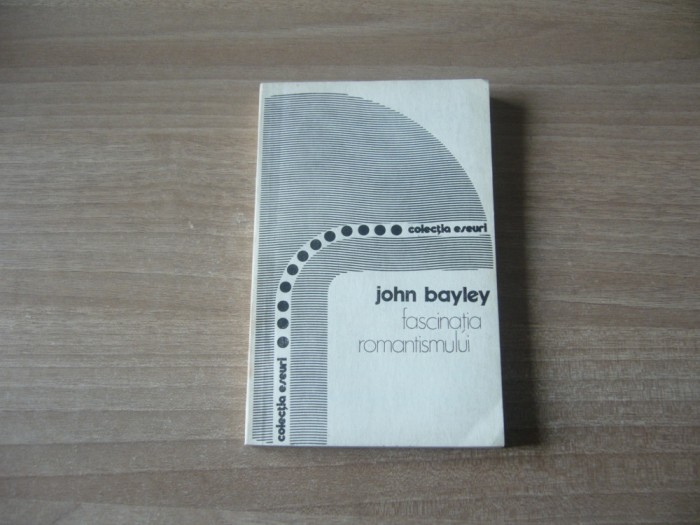 colecția eseuri
john bayley
fascinația
romantismului
colecția eseuri